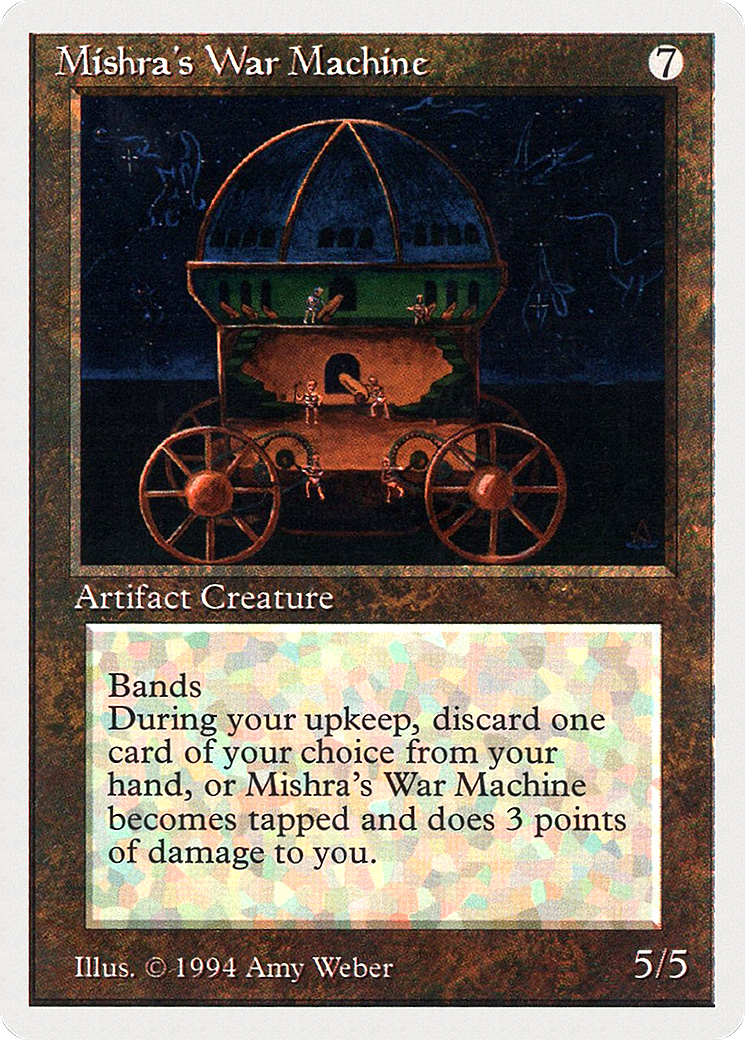 Mishra's War Machine 7
Artifact Creature
Bands
During your upkeep, discard one
card of your choice from your
hand, or Mishra's War Machine
becomes tapped and does 3 points
of damage to you.
Illus. © 1994 Amy Weber 5/5